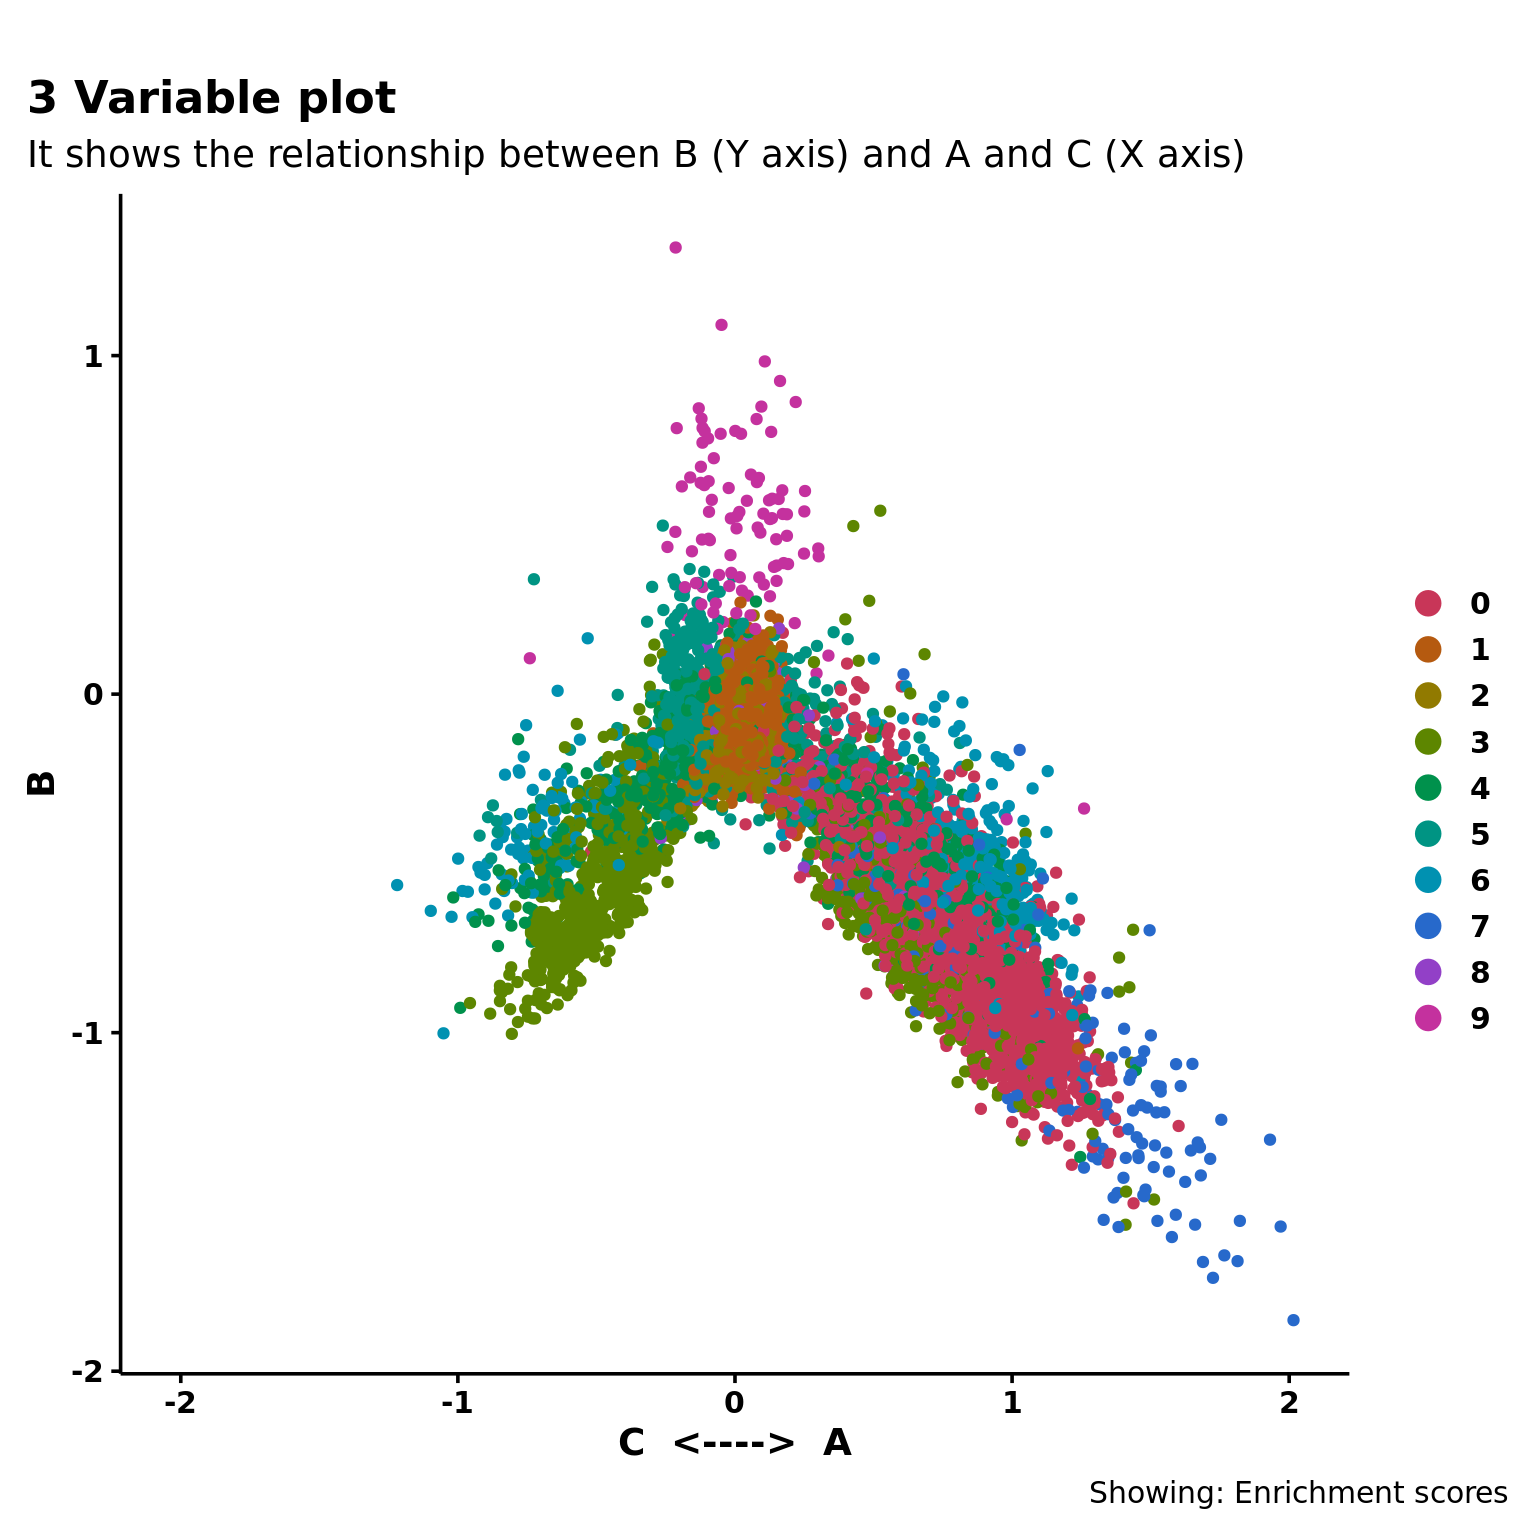 3 Variable plot
It shows the relationship between B (Y axis) and A and C (X axis)
1
0
-1
-2
B
-2 -1 0 1 2
C <----> A
0
1
2
3
4
5
6
7
8
9
Showing: Enrichment scores